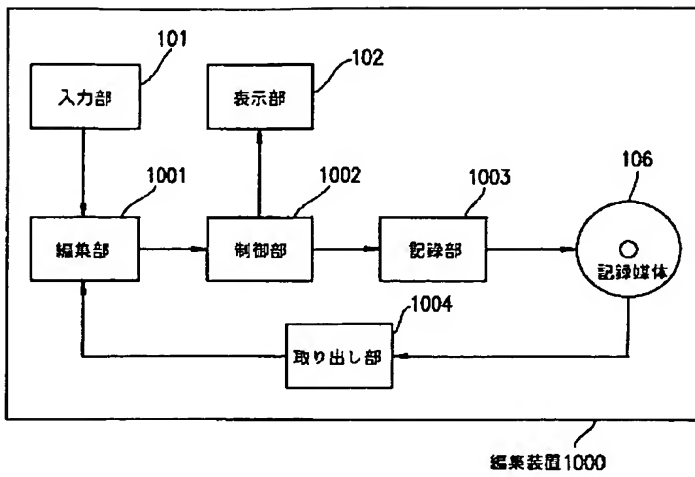 101
102
入力部
表示部
1001
1002
1003
106
編集部
制御部
記録部
記録媒体
1004
取り出し部
編集装置1000